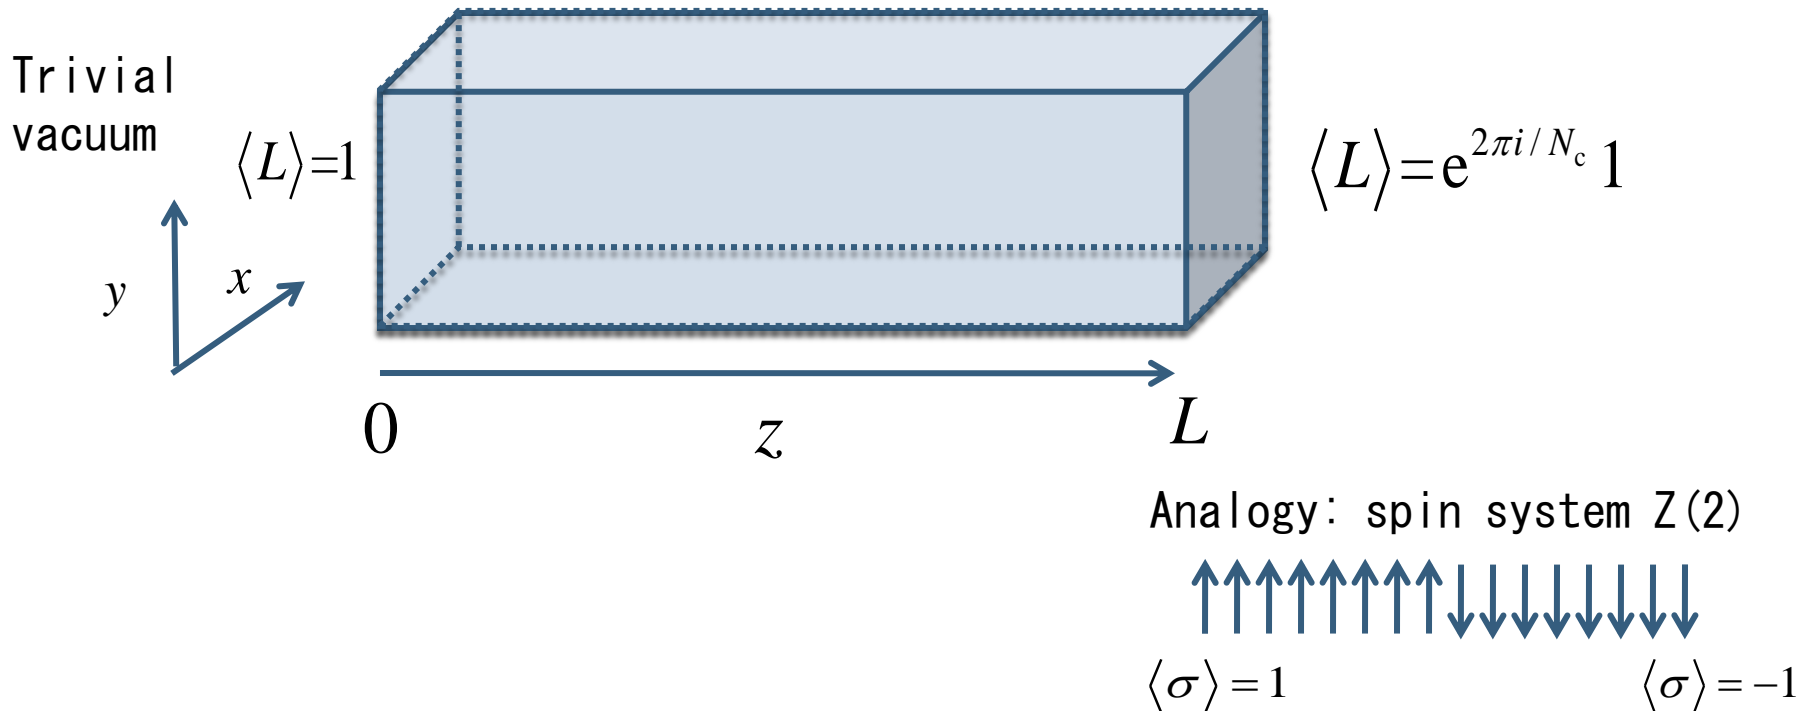 Trivial
vacuum
⟨L⟩=1
⟨L⟩=e^{2πi/N_c} 1
y
x
0
z
L
Analogy: spin system Z(2)
⟨σ⟩ = 1
⟨σ⟩ = −1